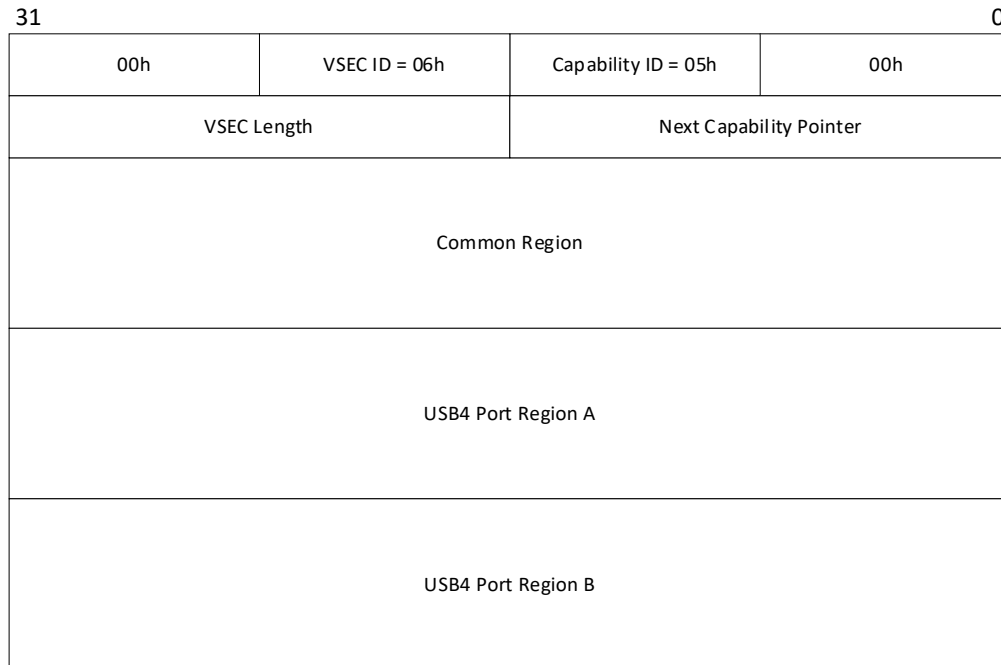 31 0
00h VSEC ID = 06h Capability ID = 05h 00h
VSEC Length Next Capability Pointer
Common Region
USB4 Port Region A
USB4 Port Region B